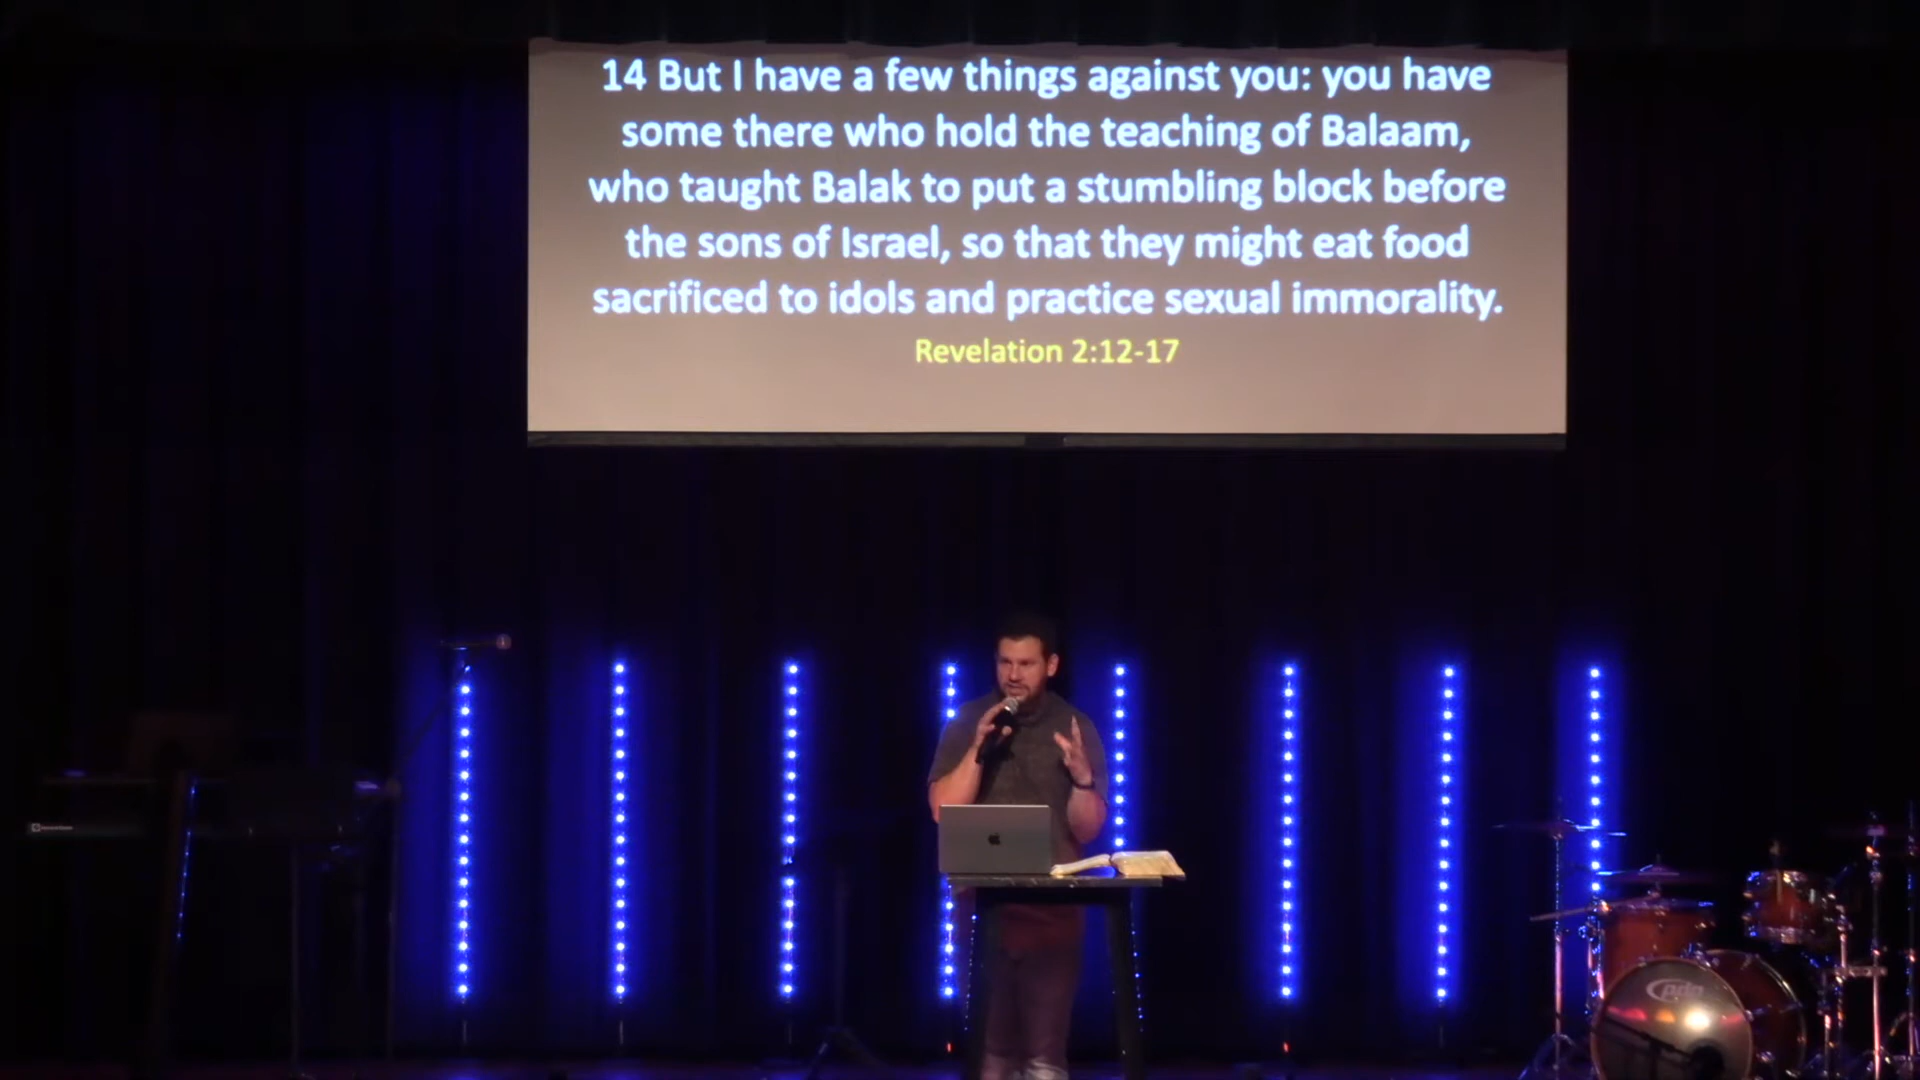 14 But I have a few things against you: you have
some there who hold the teaching of Balaam,
who taught Balak to put a stumbling block before
the sons of Israel, so that they might eat food
sacrificed to idols and practice sexual immorality.
Revelation 2:12-17
pdp